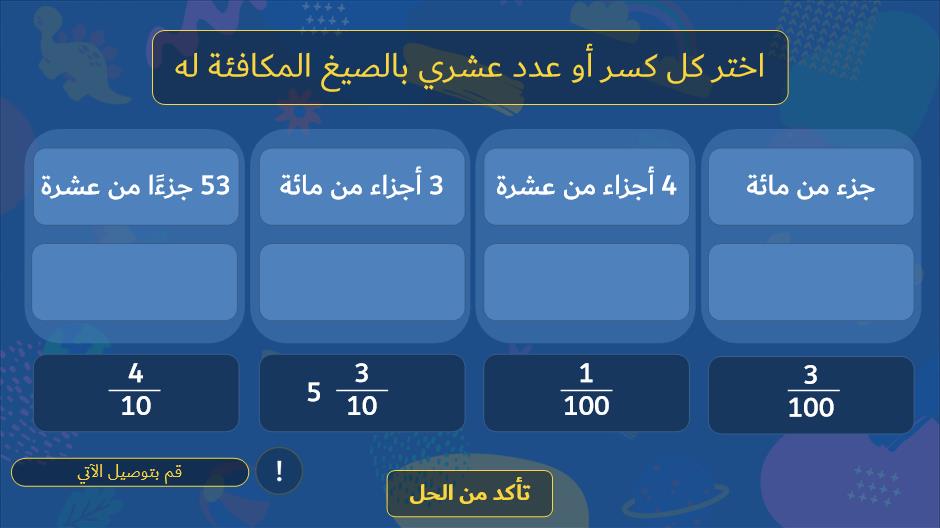 اختر كل كسر أو عدد عشري بالصيغ المكافئة له
جزء من مائة
4 أجزاء من عشرة
3 أجزاء من مائة
53 جزءًا من عشرة
3/100
1/100
5 3/10
4/10
قم بتوصيل الآتي
!
تأكد من الحل